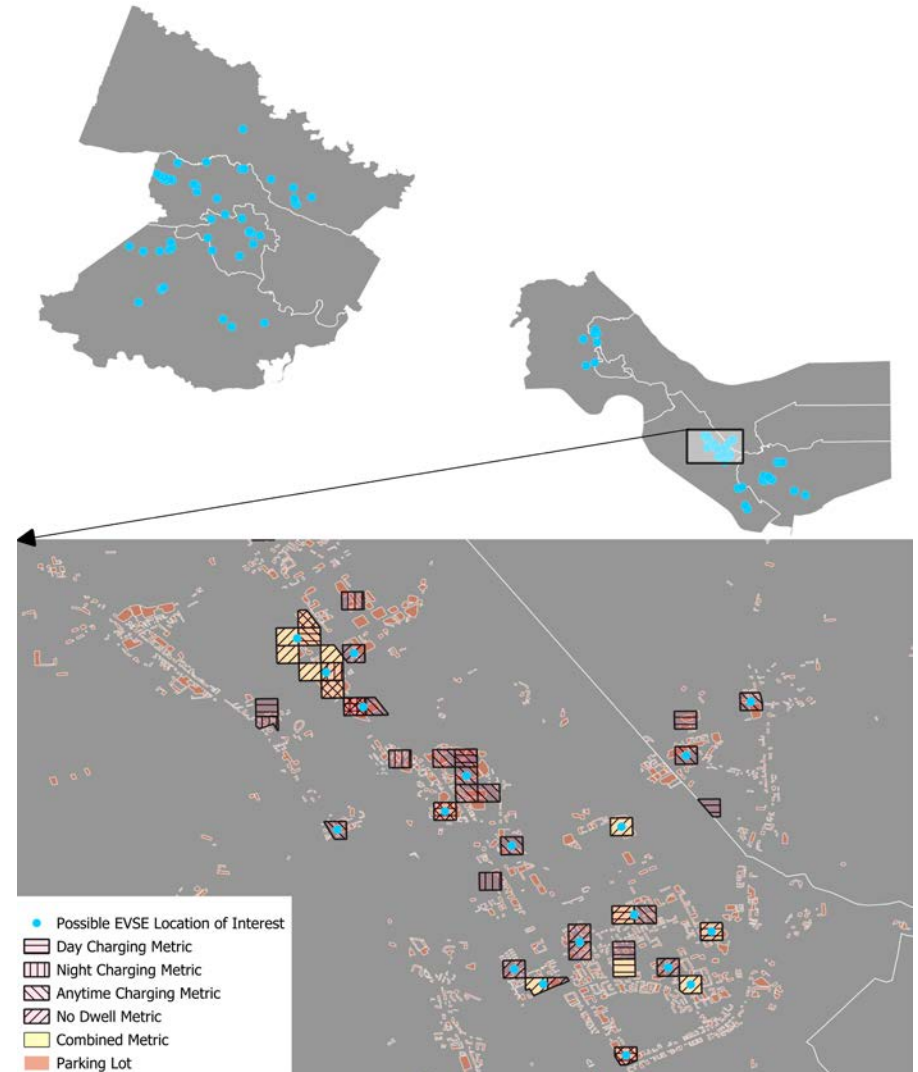 Possible EVSE Location of Interest
Day Charging Metric
Night Charging Metric
Anytime Charging Metric
No Dwell Metric
Combined Metric
Parking Lot